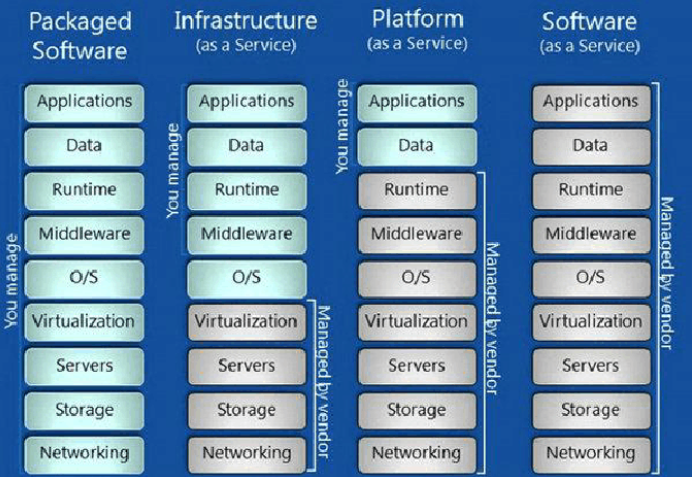 Packaged
Software
You manage
Applications
Data
Runtime
Middleware
O/S
Virtualization
Servers
Storage
Networking
Infrastructure
(as a Service)
You manage
Applications
Data
Runtime
Middleware
O/S
Virtualization
Servers
Storage
Networking
Managed by vendor
Platform
(as a Service)
You manage
Applications
Data
Runtime
Middleware
O/S
Virtualization
Servers
Storage
Networking
Managed by vendor
Software
(as a Service)
Applications
Data
Runtime
Middleware
O/S
Virtualization
Servers
Storage
Networking
Managed by vendor